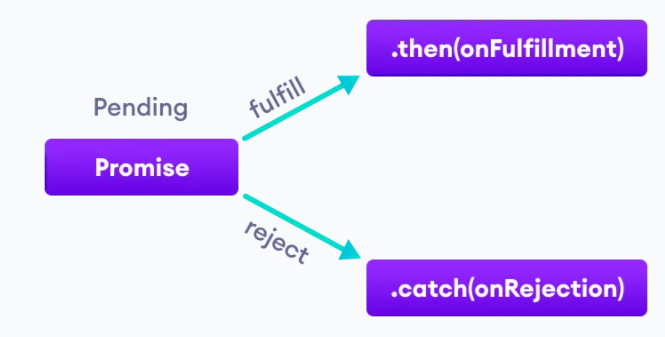 .then(onFulfillment)
Pending
fulfill
Promise
reject
.catch(onRejection)